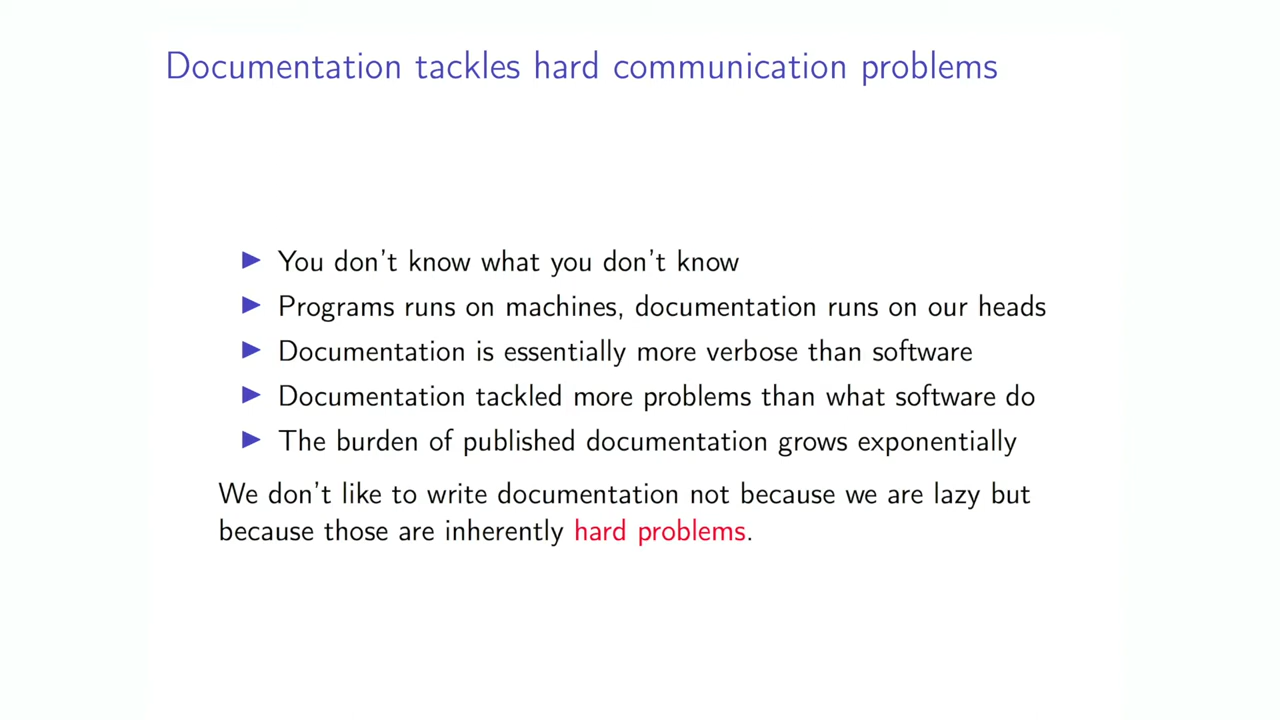 Documentation tackles hard communication problems
▶ You don't know what you don't know
▶ Programs runs on machines, documentation runs on our heads
▶ Documentation is essentially more verbose than software
▶ Documentation tackled more problems than what software do
▶ The burden of published documentation grows exponentially
We don't like to write documentation not because we are lazy but
because those are inherently hard problems.